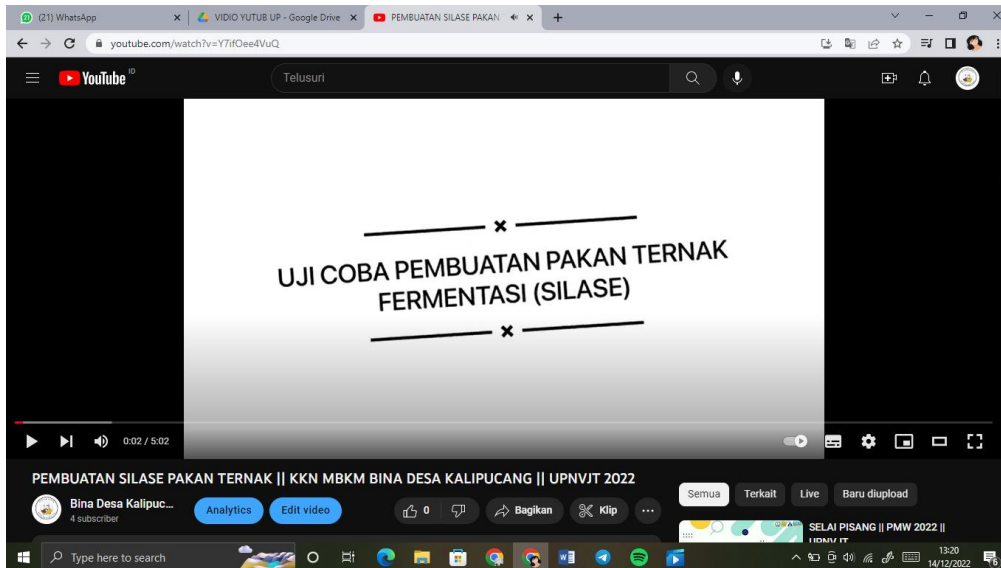 (21) WhatsApp
VIDIO YUTUB UP - Google Drive
PEMBUATAN SILASE PAKAN
youtube.com/watch?v=Y7ifOee4VuQ
YouTube ID
Telusuri
UJI COBA PEMBUATAN PAKAN TERNAK
FERMENTASI (SILASE)
0:02 / 5:02
PEMBUATAN SILASE PAKAN TERNAK || KKN MBKM BINA DESA KALIPUCANG || UPNVJT 2022
Bina Desa Kalipuc...
4 subscriber
Analytics
Edit video
0
Bagikan
Klip
Semua
Terkait
Live
Baru diupload
SELAI PISANG || PMW 2022 ||
UPNVJT
Type here to search
13:20
14/12/2022